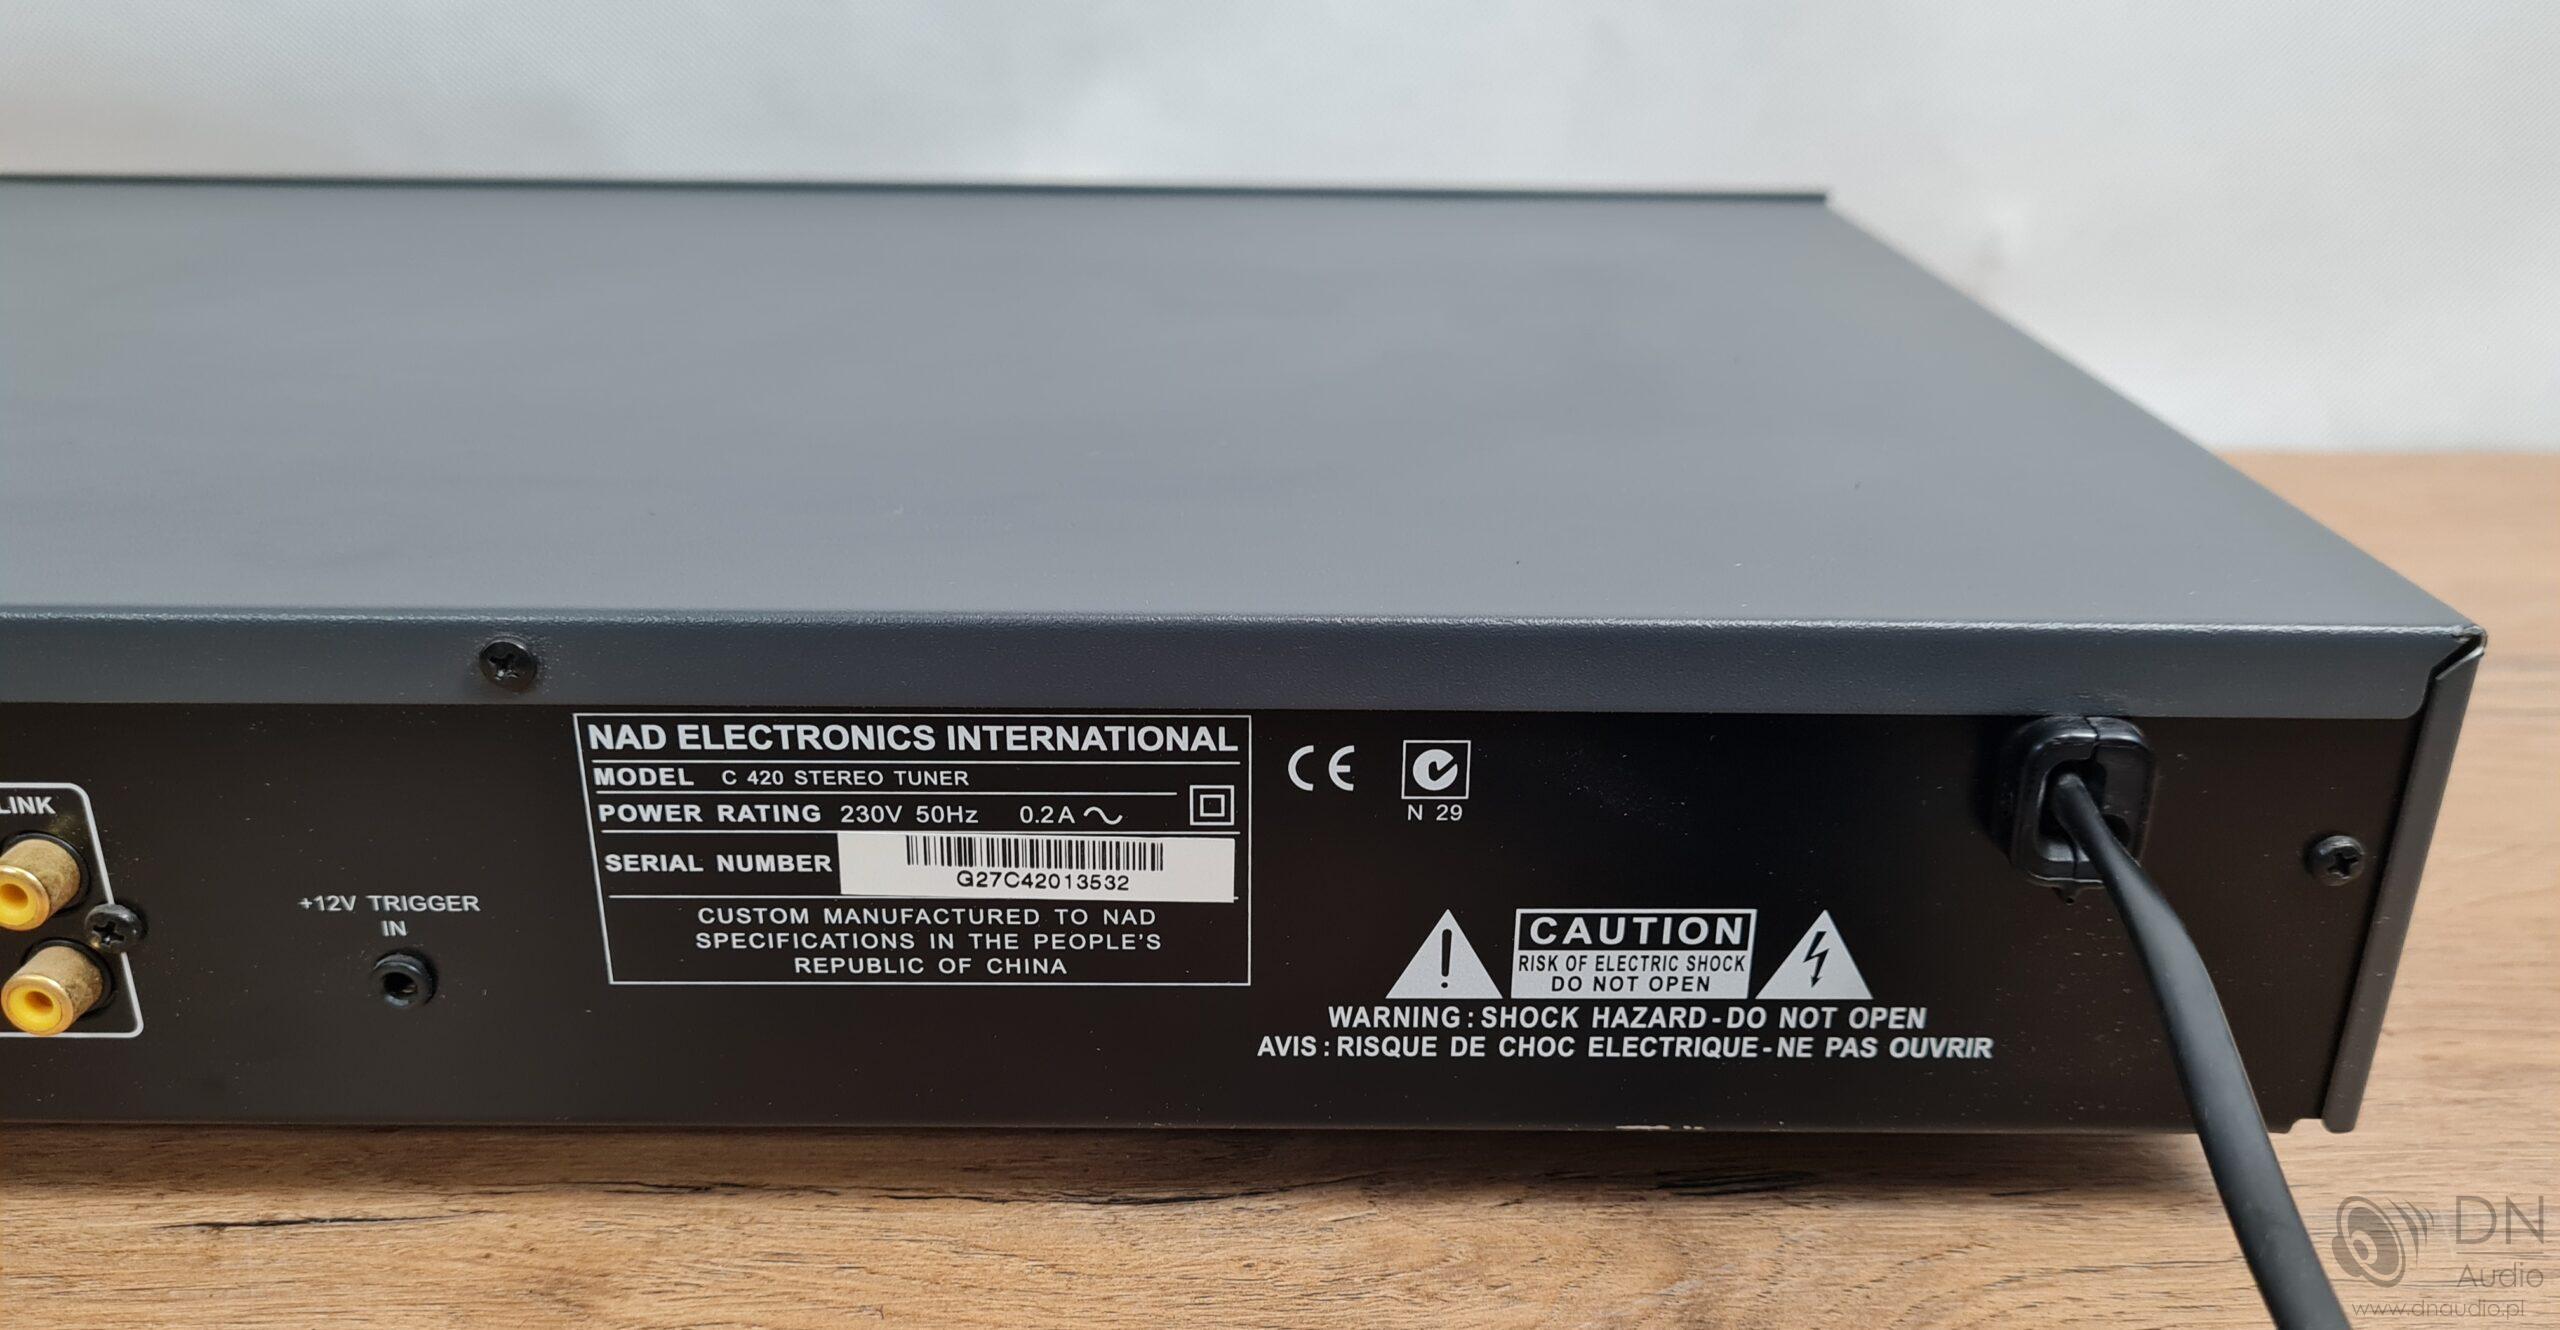 NAD ELECTRONICS INTERNATIONAL
MODEL C 420 STEREO TUNER
POWER RATING 230V 50Hz 0.2A
SERIAL NUMBER G27C42013532
CUSTOM MANUFACTURED TO NAD
SPECIFICATIONS IN THE PEOPLE'S
REPUBLIC OF CHINA
CE
N 29
LINK
+12V TRIGGER
IN
CAUTION
RISK OF ELECTRIC SHOCK
DO NOT OPEN
WARNING : SHOCK HAZARD - DO NOT OPEN
AVIS : RISQUE DE CHOC ELECTRIQUE - NE PAS OUVRIR
DN
Audio
www.dnaudio.pl